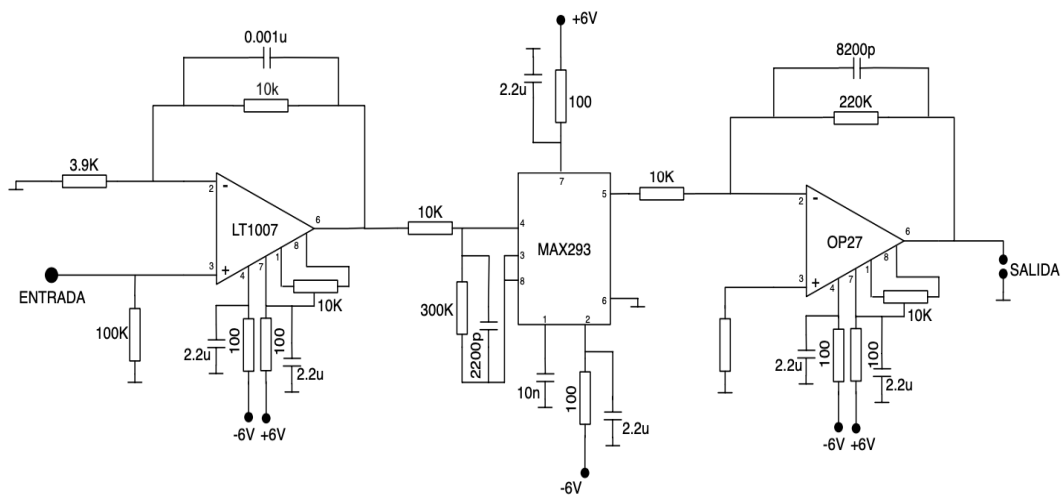 0.001u
10k
3.9K
2
-
LT1007
6
3
+
4
7
1
8
10K
ENTRADA
100K
2.2u
100
100
2.2u
-6V
+6V
10K
300K
2200p
+6V
2.2u
100
7
4
3
8
MAX293
5
6
1
2
10n
100
2.2u
-6V
10K
8200p
220K
2
-
OP27
6
3
+
4
7
1
8
10K
2.2u
100
100
2.2u
-6V
+6V
SALIDA